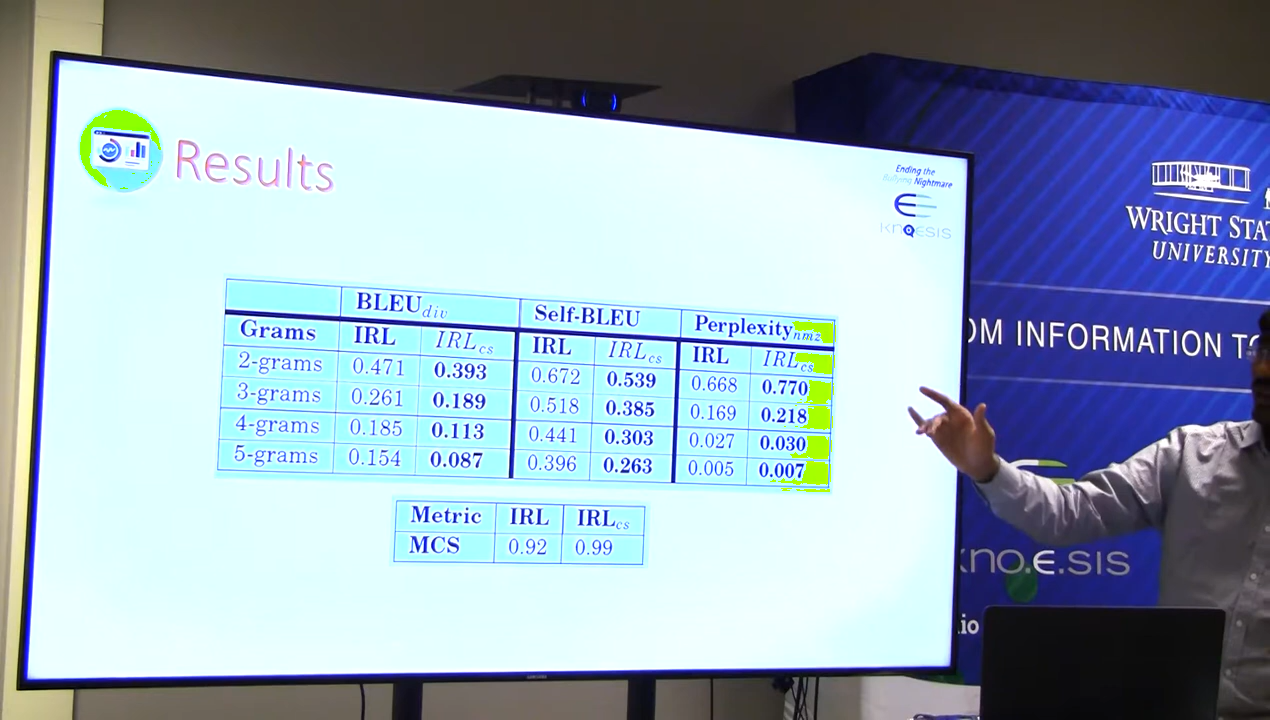 Results
Ending the
Bullying Nightmare
KNOESIS
BLEUdiv Self-BLEU Perplexitynmz
Grams IRL IRLcs IRL IRLcs IRL IRLcs
2-grams 0.471 0.393 0.672 0.539 0.668 0.770
3-grams 0.261 0.189 0.518 0.385 0.169 0.218
4-grams 0.185 0.113 0.441 0.303 0.027 0.030
5-grams 0.154 0.087 0.396 0.263 0.005 0.007
Metric IRL IRLcs
MCS 0.92 0.99
WRIGHT STA
UNIVERSITY
OM INFORMATION TO
kno.e.sis
io